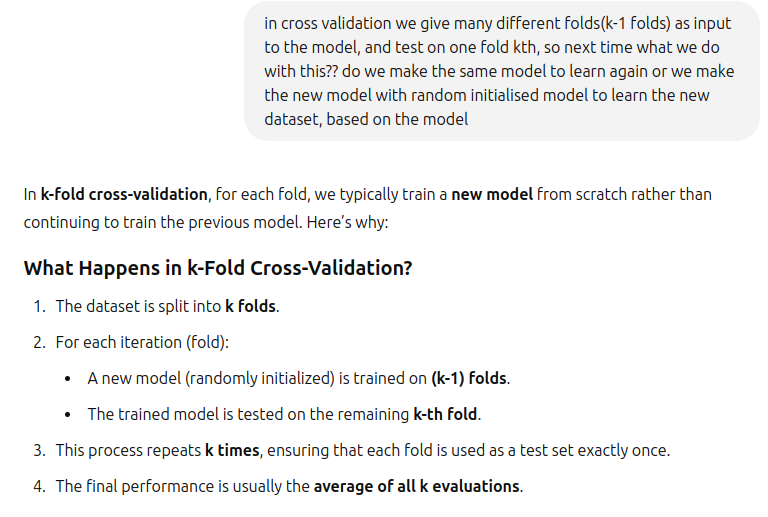 in cross validation we give many different folds(k-1 folds) as input
to the model, and test on one fold kth, so next time what we do
with this?? do we make the same model to learn again or we make
the new model with random initialised model to learn the new
dataset, based on the model
In k-fold cross-validation, for each fold, we typically train a new model from scratch rather than
continuing to train the previous model. Here’s why:
What Happens in k-Fold Cross-Validation?
1. The dataset is split into k folds.
2. For each iteration (fold):
• A new model (randomly initialized) is trained on (k-1) folds.
• The trained model is tested on the remaining k-th fold.
3. This process repeats k times, ensuring that each fold is used as a test set exactly once.
4. The final performance is usually the average of all k evaluations.